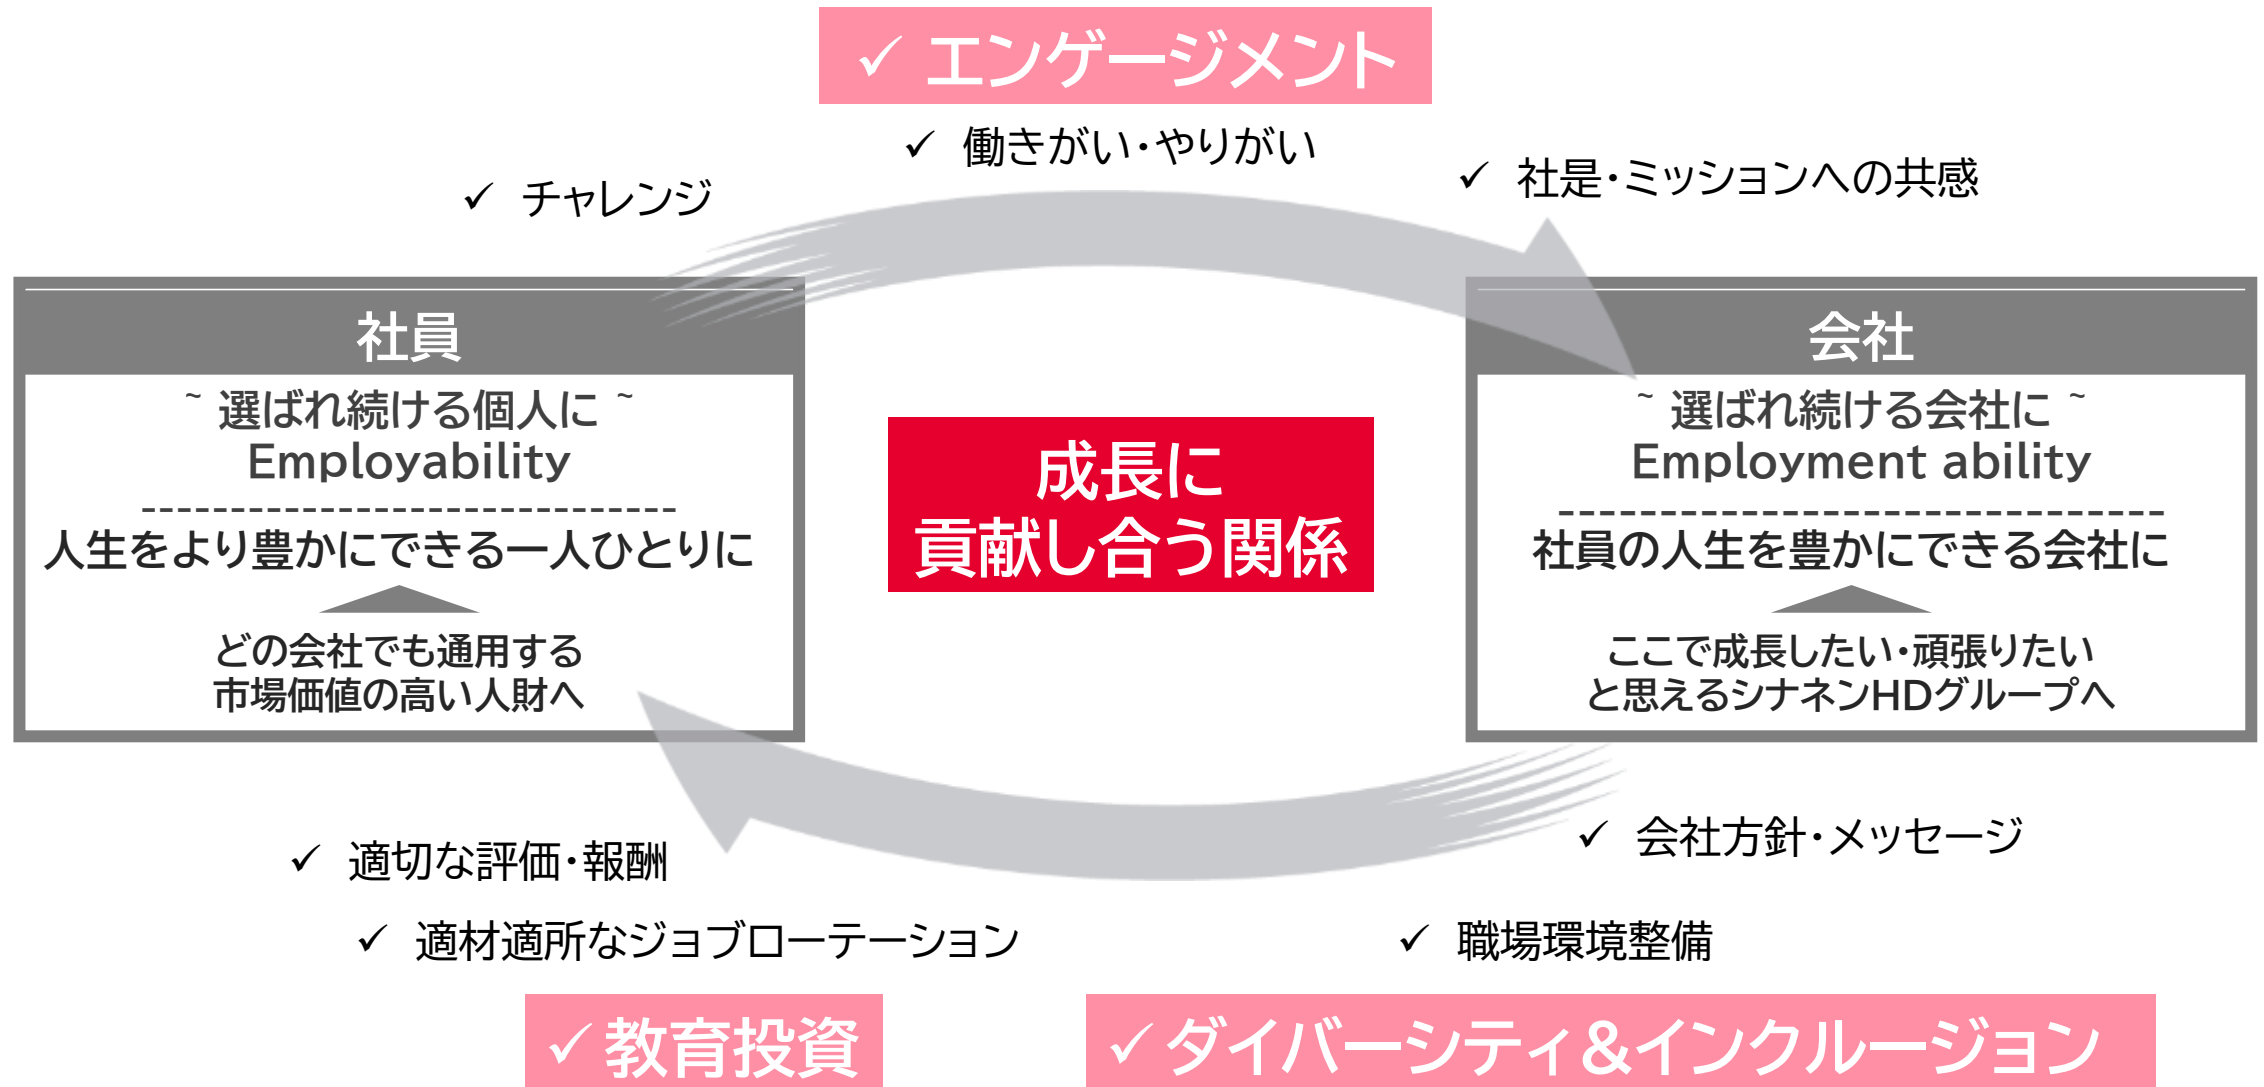 ✓ エンゲージメント
✓ 働きがい・やりがい
✓ チャレンジ
✓ 社是・ミッションへの共感
社員
~ 選ばれ続ける個人に ~
Employability
------------------------------
人生をより豊かにできる一人ひとりに
どの会社でも通用する
市場価値の高い人財へ
成長に
貢献し合う関係
会社
~ 選ばれ続ける会社に ~
Employment ability
------------------------------
社員の人生を豊かにできる会社に
ここで成長したい・頑張りたい
と思えるシナネンHDグループへ
✓ 適切な評価・報酬
✓ 会社方針・メッセージ
✓ 適材適所なジョブローテーション
✓ 職場環境整備
✓ 教育投資
✓ ダイバーシティ&インクルージョン